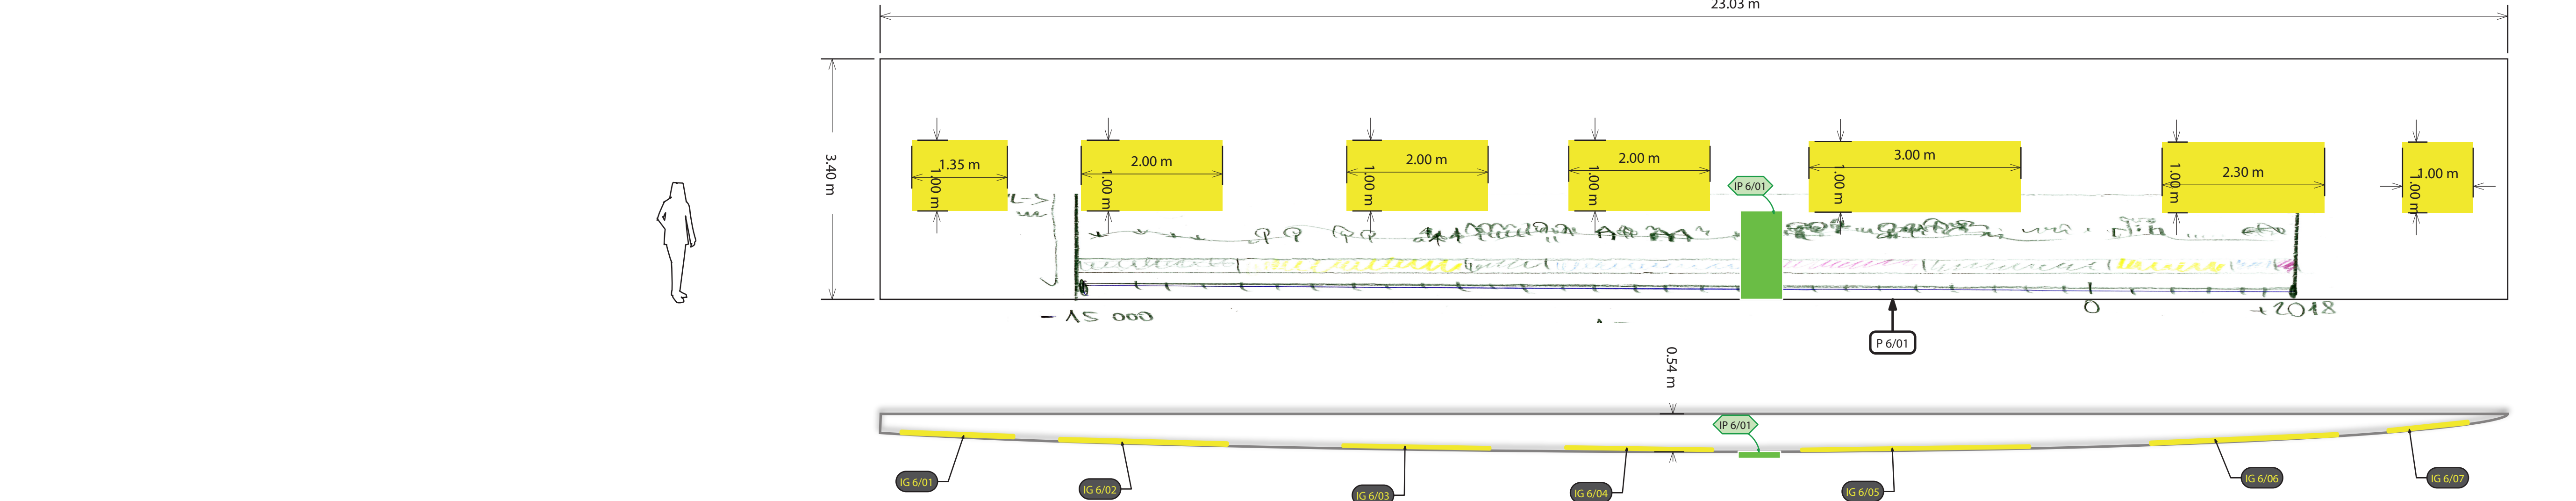 23.03 m
3.40 m
1.35 m
1.00 m
2.00 m
1.00 m
2.00 m
1.00 m
2.00 m
1.00 m
IP 6/01
3.00 m
1.00 m
2.30 m
1.00 m
1.00 m
1.00 m
- 15 000
0
+2018
P 6/01
0.54 m
IP 6/01
IG 6/01
IG 6/02
IG 6/03
IG 6/04
IG 6/05
IG 6/06
IG 6/07